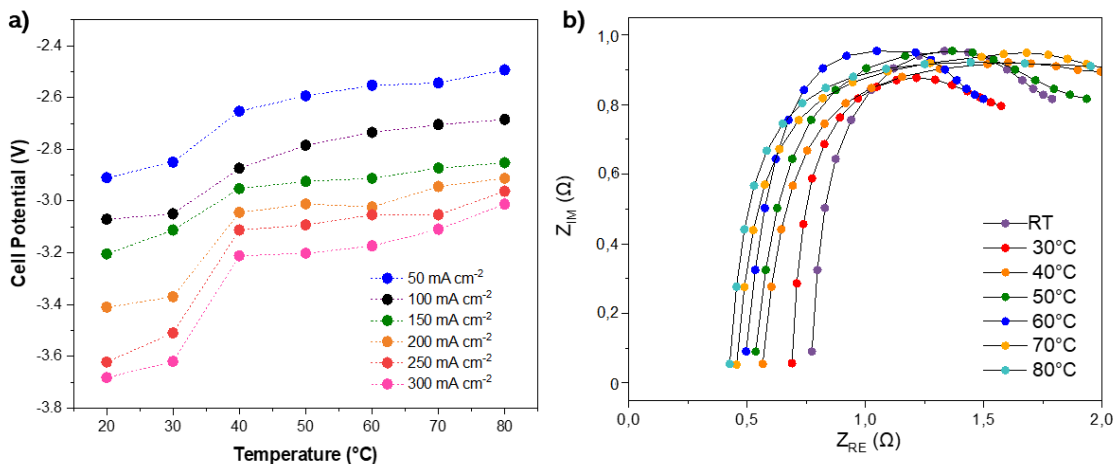 a)
-2.4
-2.6
-2.8
-3.0
-3.2
-3.4
-3.6
-3.8
Cell Potential (V)
20 30 40 50 60 70 80
Temperature (°C)
50 mA cm⁻²
100 mA cm⁻²
150 mA cm⁻²
200 mA cm⁻²
250 mA cm⁻²
300 mA cm⁻²
b)
1,0
0,8
0,6
0,4
0,2
0
Z_IM (Ω)
0,0 0,5 1,0 1,5 2,0
Z_RE (Ω)
RT
30°C
40°C
50°C
60°C
70°C
80°C